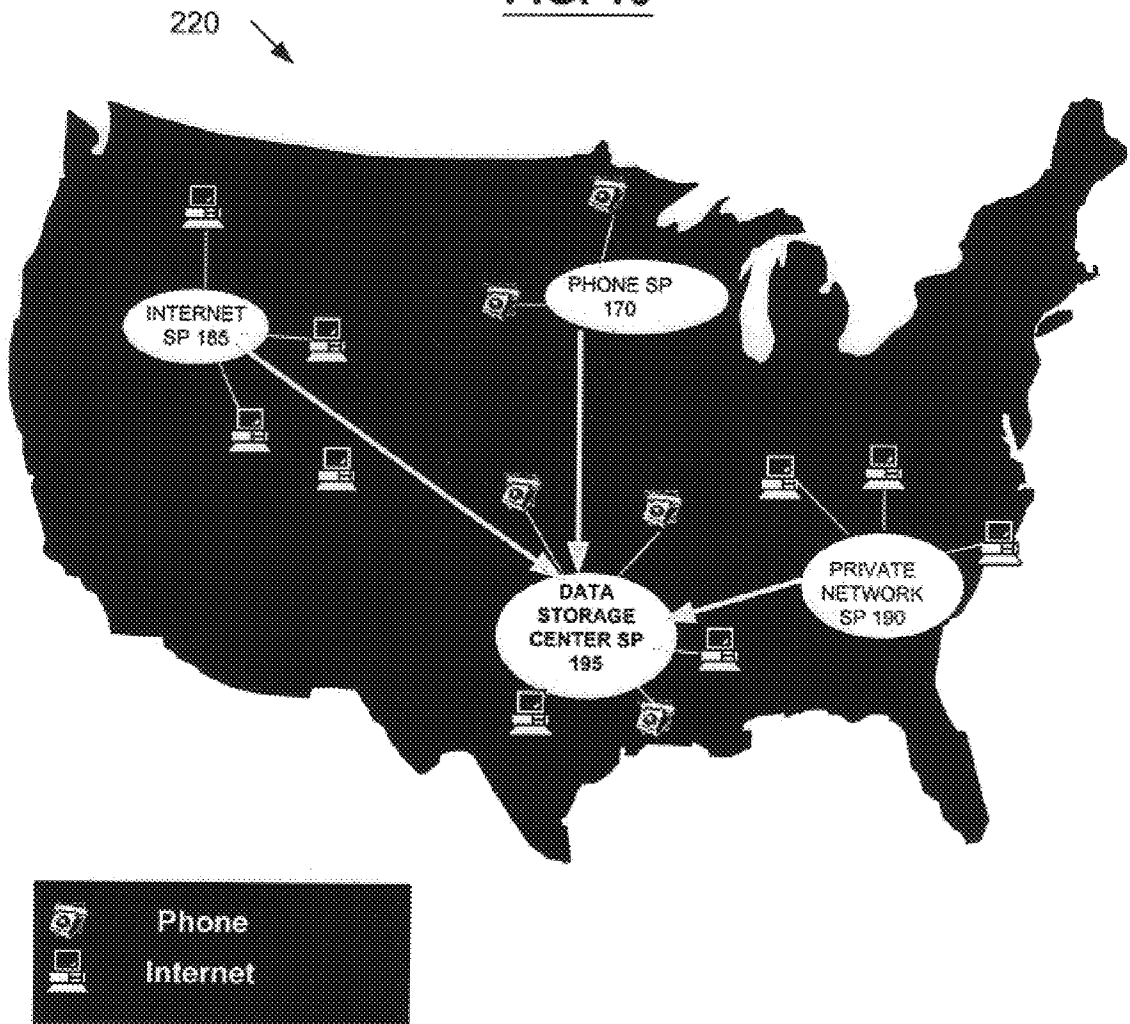 220
PHONE SP
170
INTERNET
SP 185
PRIVATE
NETWORK
SP 190
DATA
STORAGE
CENTER SP
195
Phone
Internet